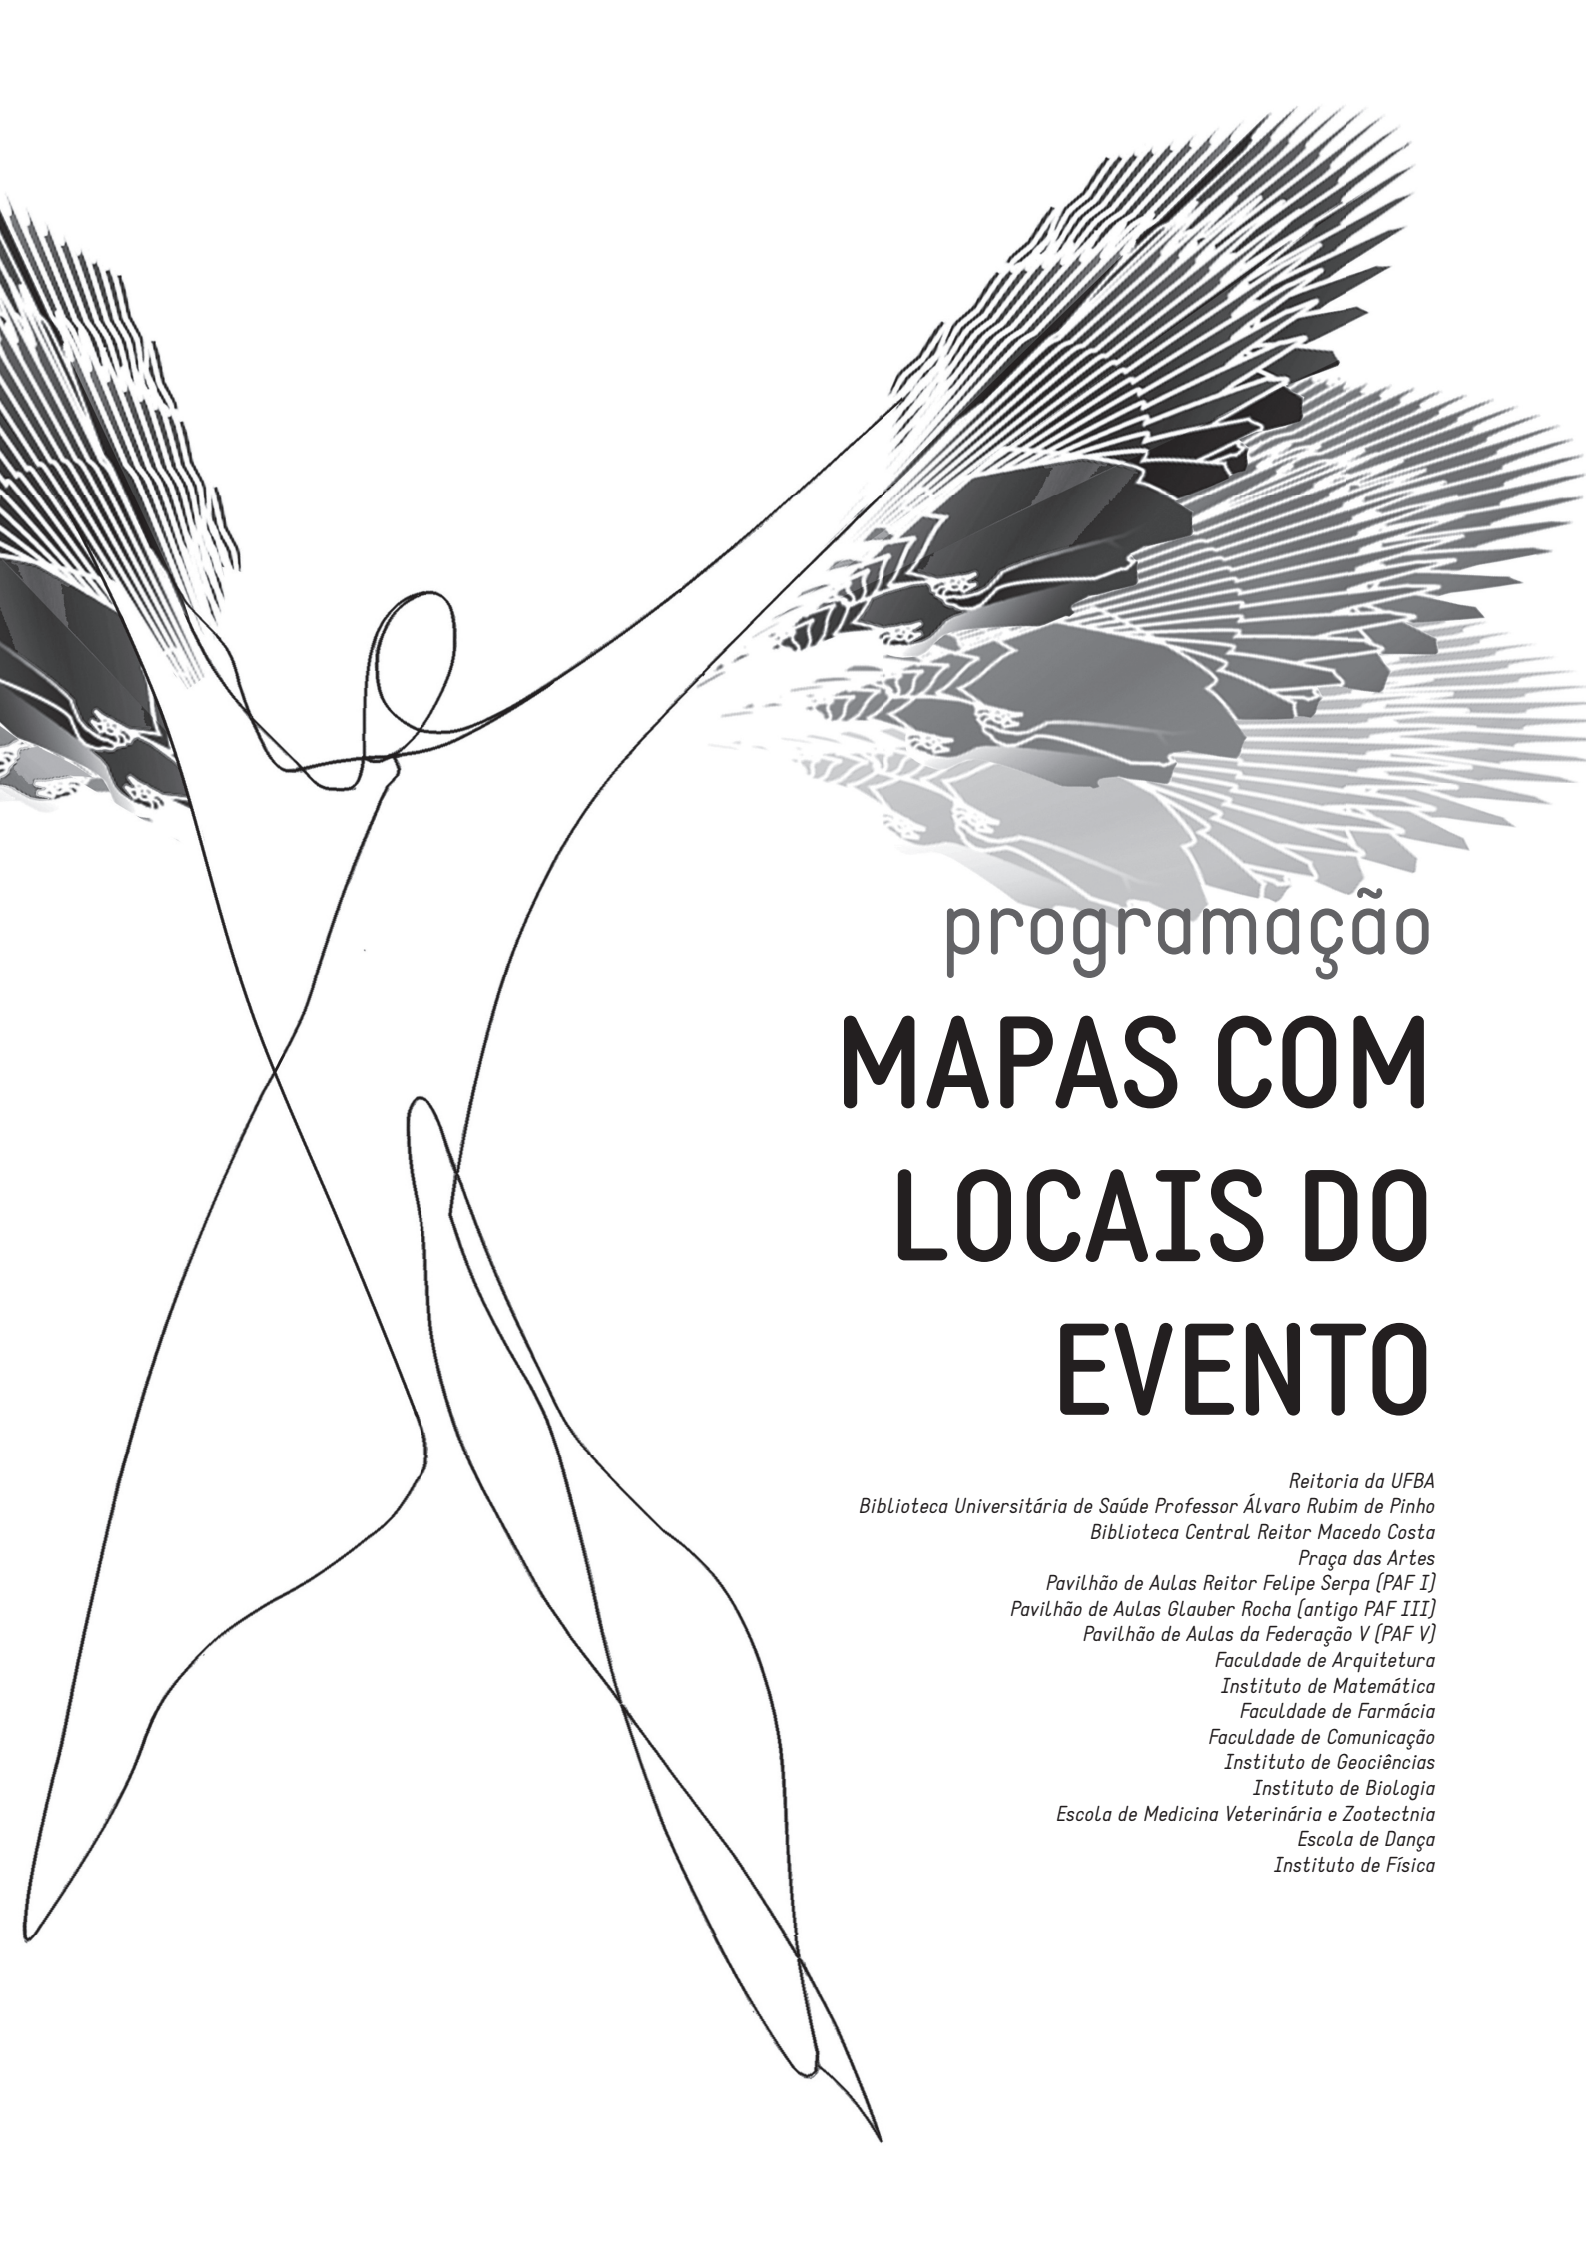 programação
MAPAS COM
LOCAIS DO
EVENTO
Reitoria da UFBA
Biblioteca Universitária de Saúde Professor Álvaro Rubim de Pinho
Biblioteca Central Reitor Macedo Costa
Praça das Artes
Pavilhão de Aulas Reitor Felipe Serpa (PAF I)
Pavilhão de Aulas Glauber Rocha (antigo PAF III)
Pavilhão de Aulas da Federação V (PAF V)
Faculdade de Arquitetura
Instituto de Matemática
Faculdade de Farmácia
Faculdade de Comunicação
Instituto de Geociências
Instituto de Biologia
Escola de Medicina Veterinária e Zootectnia
Escola de Dança
Instituto de Física